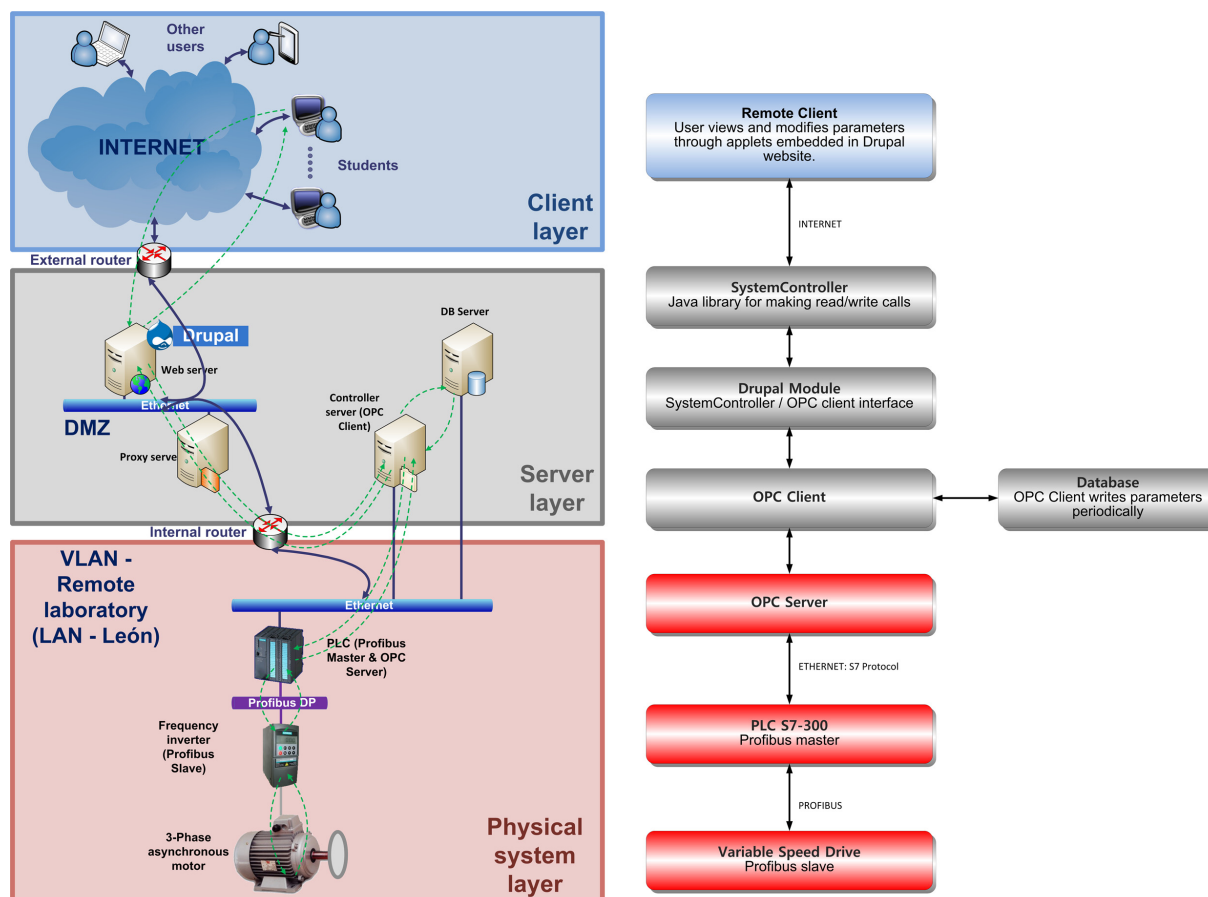 Other
users
INTERNET
Students
Client
layer
External router
Drupal
Web server
Ethernet
DMZ
Proxy serve
DB Server
Controller
server (OPC
Client)
Server
layer
Internal router
VLAN -
Remote
laboratory
(LAN - León)
Ethernet
PLC (Profibus
Master & OPC
Server)
Profibus DP
Frequency
inverter
(Profibus
Slave)
3-Phase
asynchronous
motor
Physical
system
layer
Remote Client
User views and modifies parameters
through applets embedded in Drupal
website.
INTERNET
SystemController
Java library for making read/write calls
Drupal Module
SystemController / OPC client interface
OPC Client
Database
OPC Client writes parameters
periodically
OPC Server
ETHERNET: S7 Protocol
PLC S7-300
Profibus master
PROFIBUS
Variable Speed Drive
Profibus slave